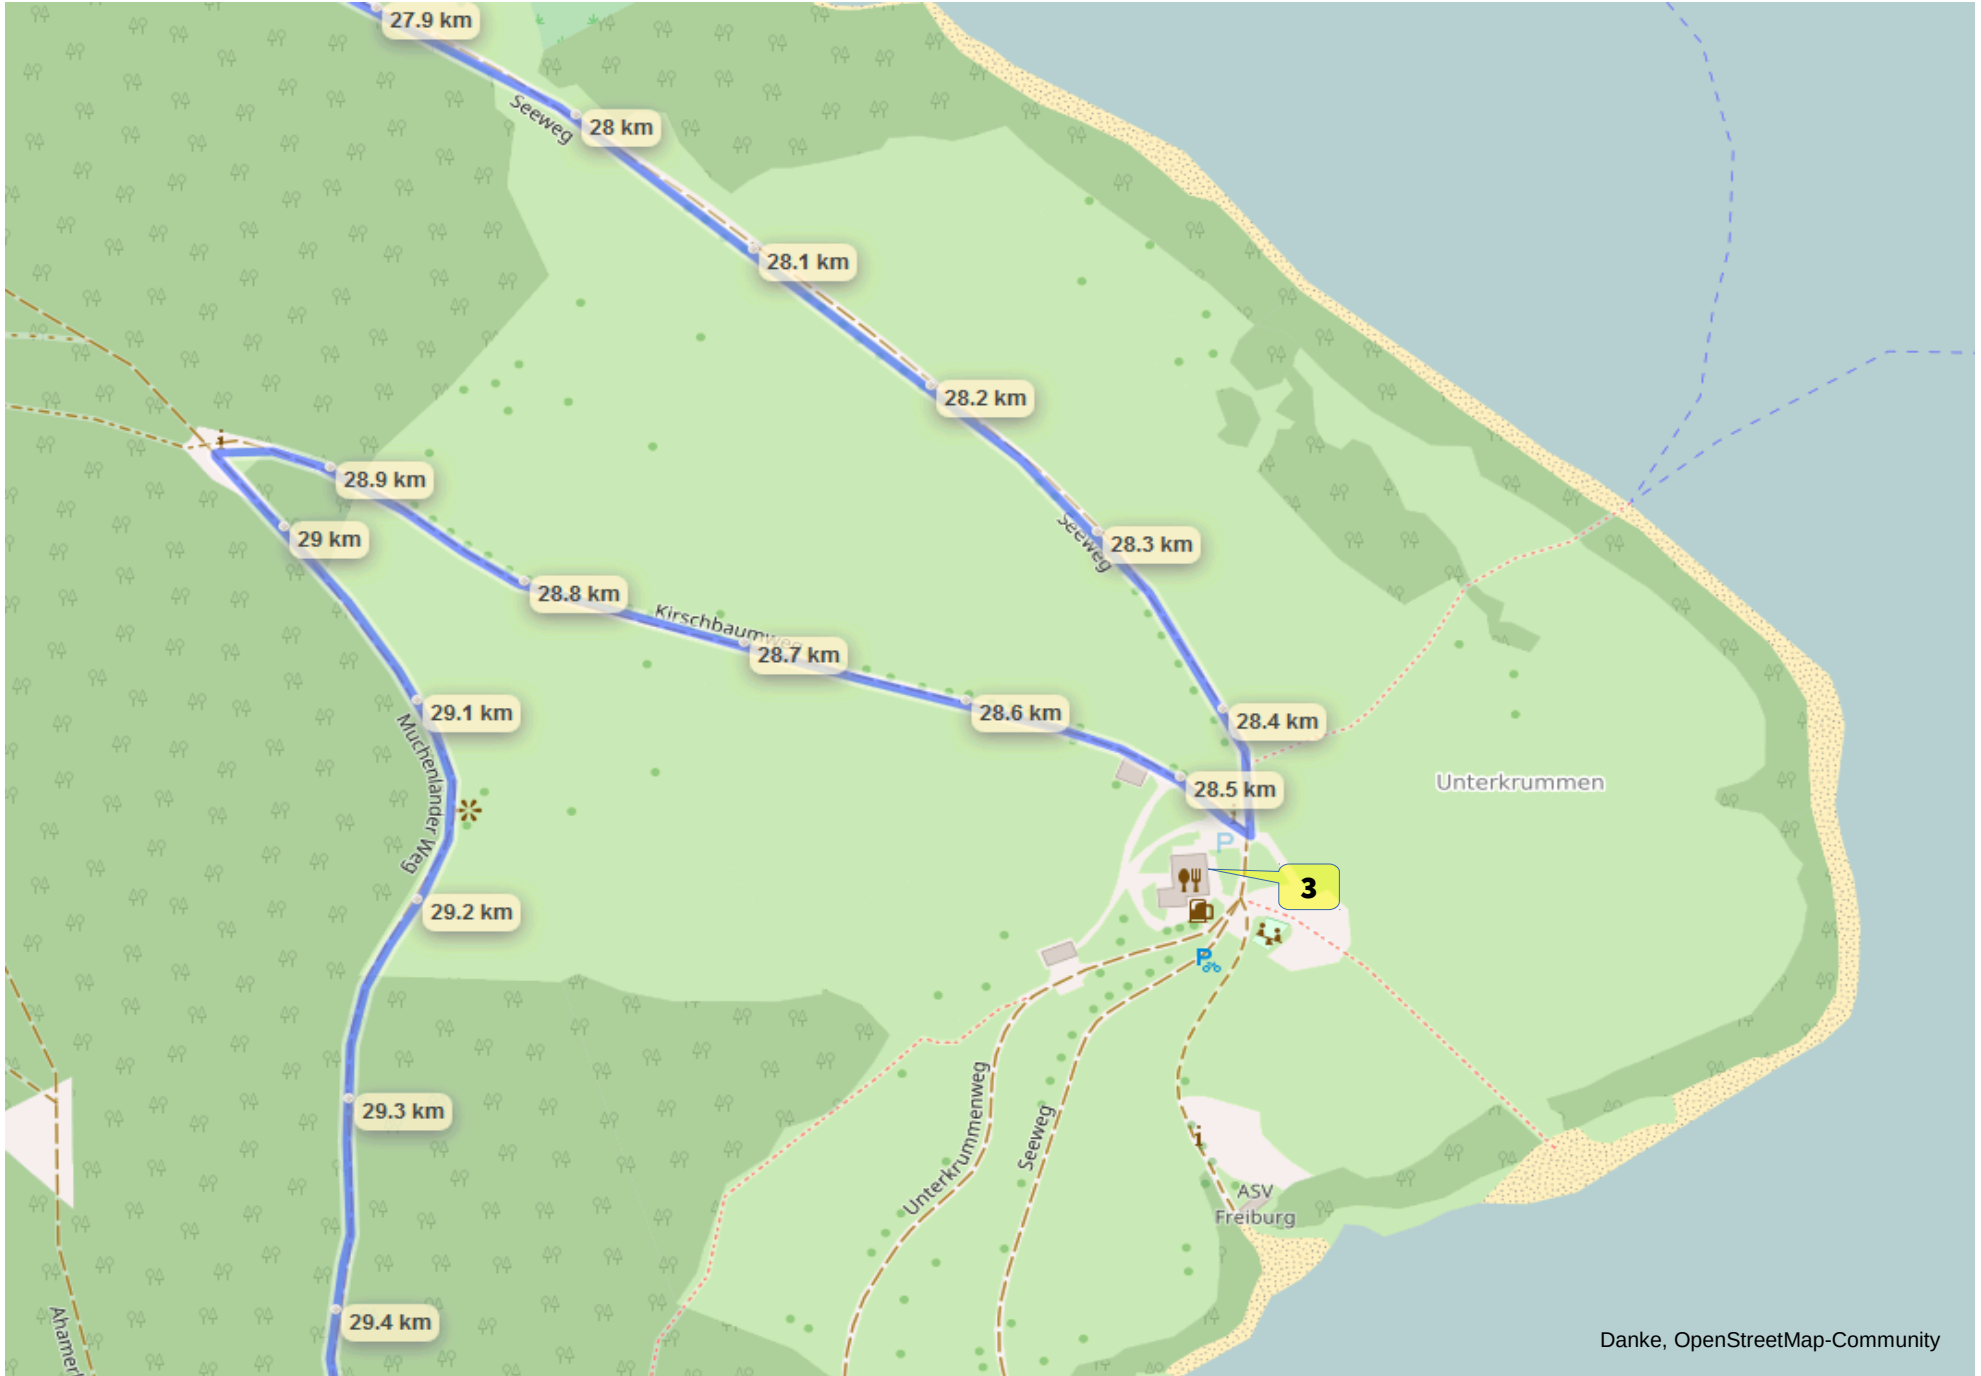 27.9 km
Seeweg
28 km
28.1 km
28.2 km
28.9 km
29 km
Seeweg
28.3 km
28.8 km
Kirschbaumweg
28.7 km
29.1 km
28.6 km
28.4 km
Muchenländer Weg
28.5 km
Unterkrummen
P
3
29.2 km
P
29.3 km
Unterkrummenweg
Seeweg
i
ASV
Freiburg
29.4 km
Danke, OpenStreetMap-Community